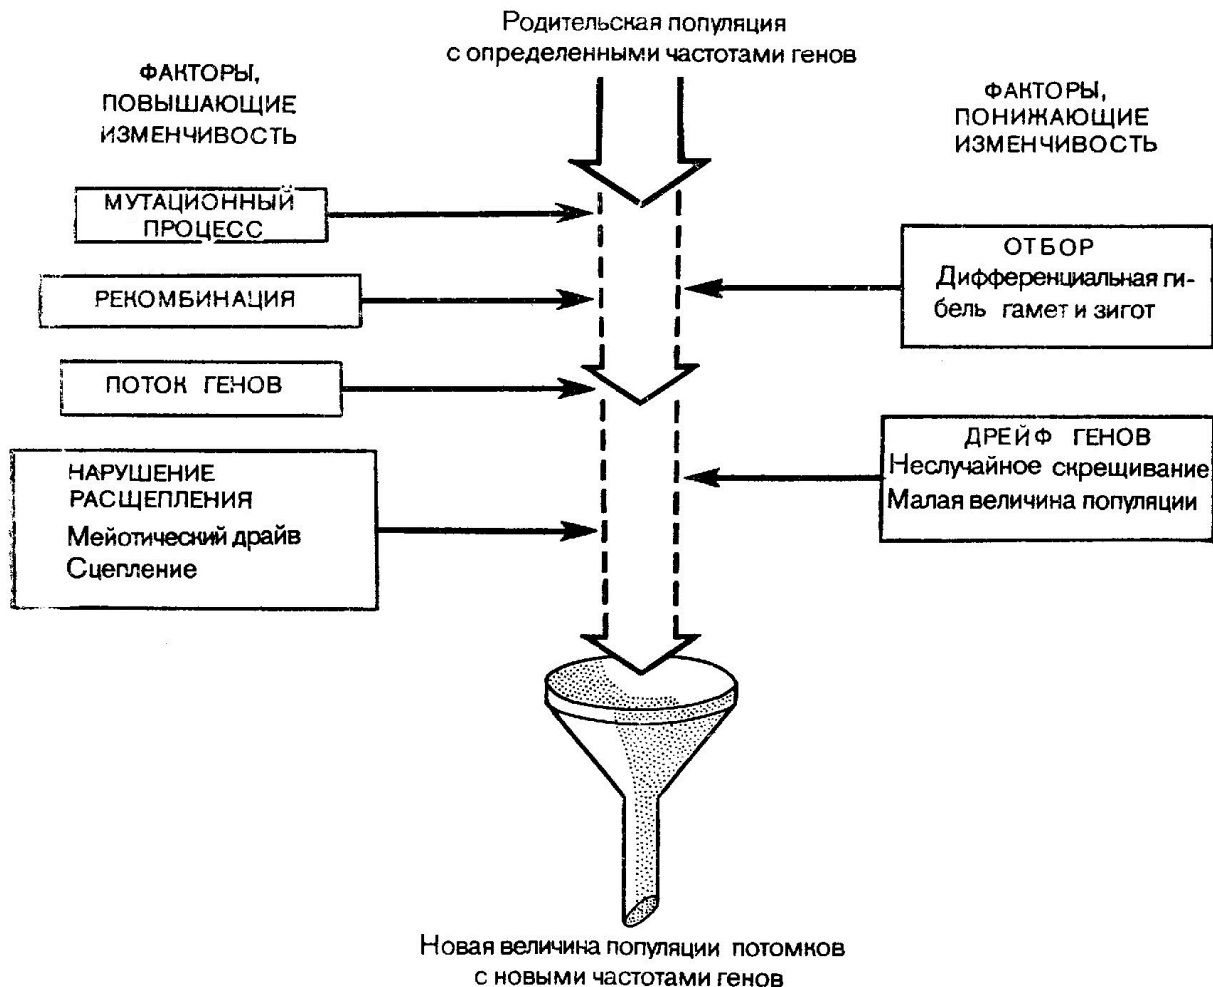 Родительская популяция
с определенными частотами генов
ФАКТОРЫ,
ПОВЫШАЮЩИЕ
ИЗМЕНЧИВОСТЬ
ФАКТОРЫ,
ПОНИЖАЮЩИЕ
ИЗМЕНЧИВОСТЬ
МУТАЦИОННЫЙ
ПРОЦЕСС
РЕКОМБИНАЦИЯ
ПОТОК ГЕНОВ
НАРУШЕНИЕ
РАСЩЕПЛЕНИЯ
Мейотический драйв
Сцепление
ОТБОР
Дифференциальная ги-
бель гамет и зигот
ДРЕЙФ ГЕНОВ
Неслучайное скрещивание
Малая величина популяции
Новая величина популяции потомков
с новыми частотами генов